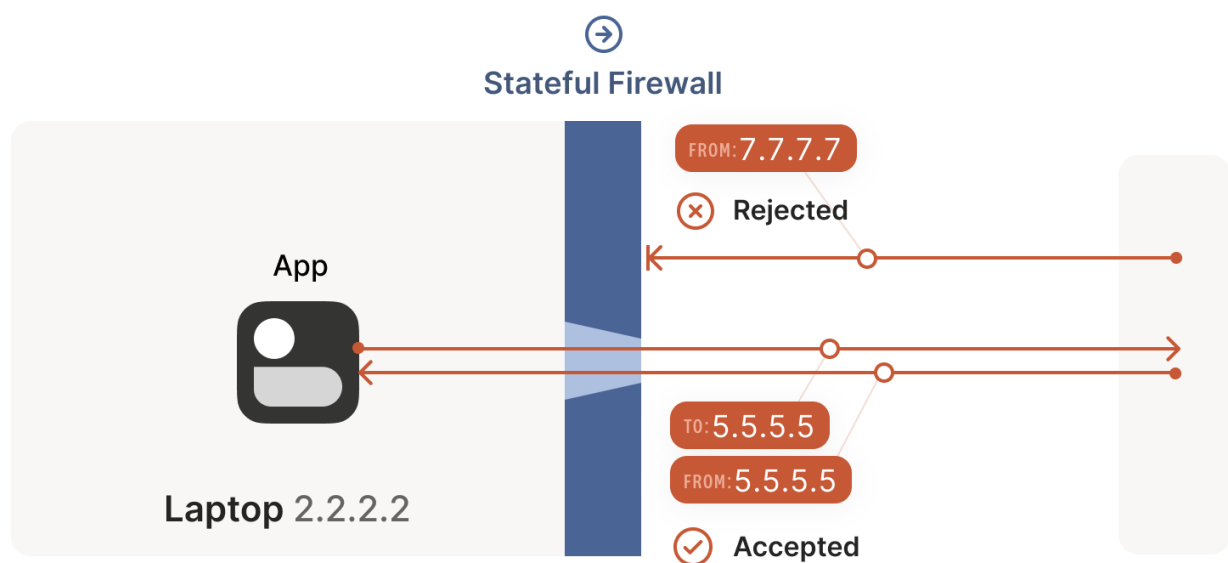 Stateful Firewall
FROM: 7.7.7.7
Rejected
App
TO: 5.5.5.5
FROM: 5.5.5.5
Laptop 2.2.2.2
Accepted